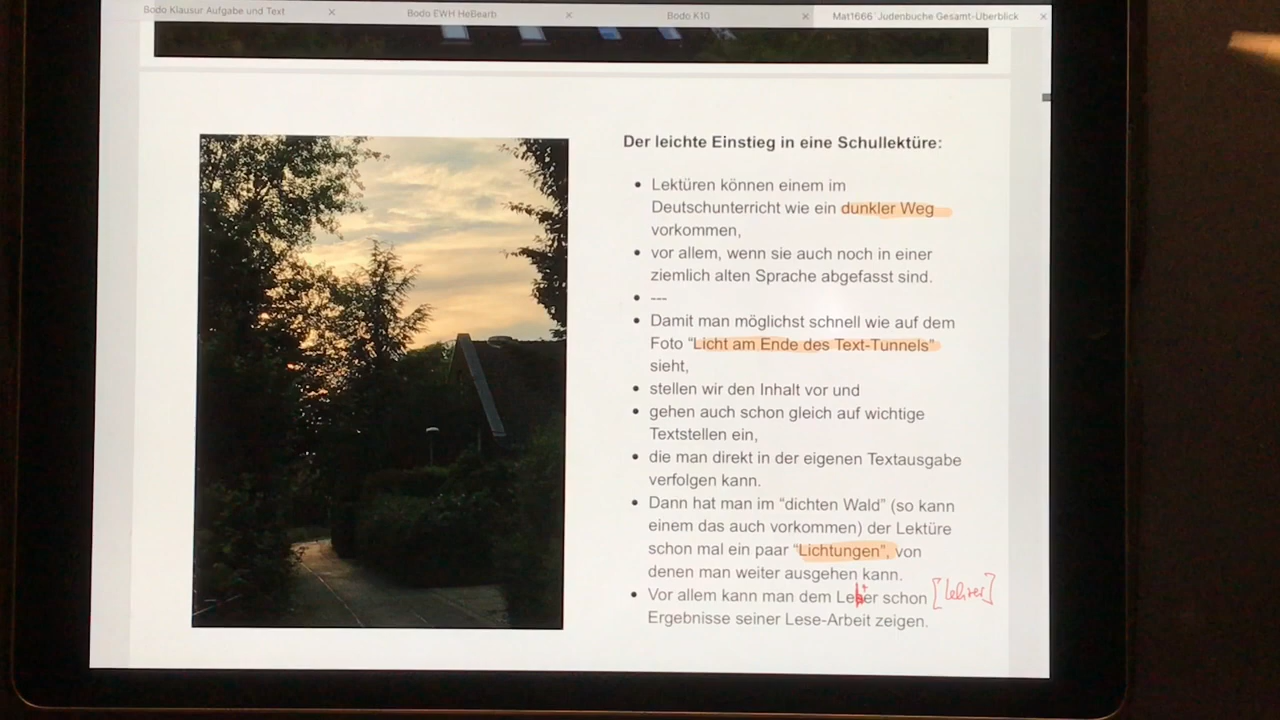 Bodo Klausur Aufgabe und Text
Bodo EWH HeBearb
Bodo K10
Mat1666 Judenbuche Gesamt-Überblick
Der leichte Einstieg in eine Schullektüre:
• Lektüren können einem im
Deutschunterricht wie ein dunkler Weg
vorkommen,
• vor allem, wenn sie auch noch in einer
ziemlich alten Sprache abgefasst sind.
• ---
• Damit man möglichst schnell wie auf dem
Foto “Licht am Ende des Text-Tunnels”
sieht,
• stellen wir den Inhalt vor und
• gehen auch schon gleich auf wichtige
Textstellen ein,
• die man direkt in der eigenen Textausgabe
verfolgen kann.
• Dann hat man im “dichten Wald” (so kann
einem das auch vorkommen) der Lektüre
schon mal ein paar “Lichtungen”, von
denen man weiter ausgehen kann.
• Vor allem kann man dem Leher schon [Lehrer]
Ergebnisse seiner Lese-Arbeit zeigen.